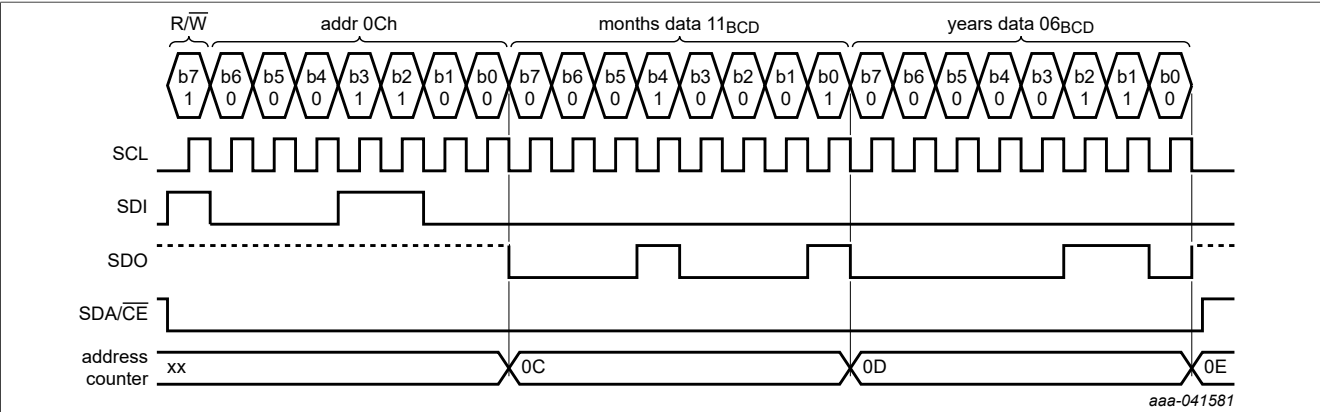 R/W addr 0Ch months data 11BCD years data 06BCD
b7 b6 b5 b4 b3 b2 b1 b0 b7 b6 b5 b4 b3 b2 b1 b0 b7 b6 b5 b4 b3 b2 b1 b0
1 0 0 0 1 1 0 0 0 0 0 1 0 0 0 1 0 0 0 0 0 1 1 0
SCL
SDI
SDO
SDA/CE
address
counter
xx 0C 0D 0E
aaa-041581